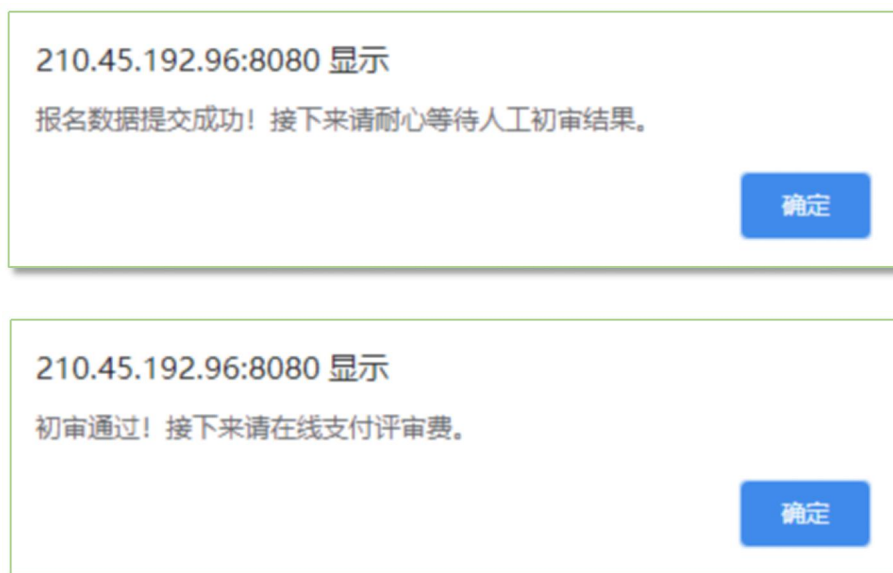 210.45.192.96:8080 显示
报名数据提交成功！接下来请耐心等待人工初审结果。
确定
210.45.192.96:8080 显示
初审通过！接下来请在线支付评审费。
确定